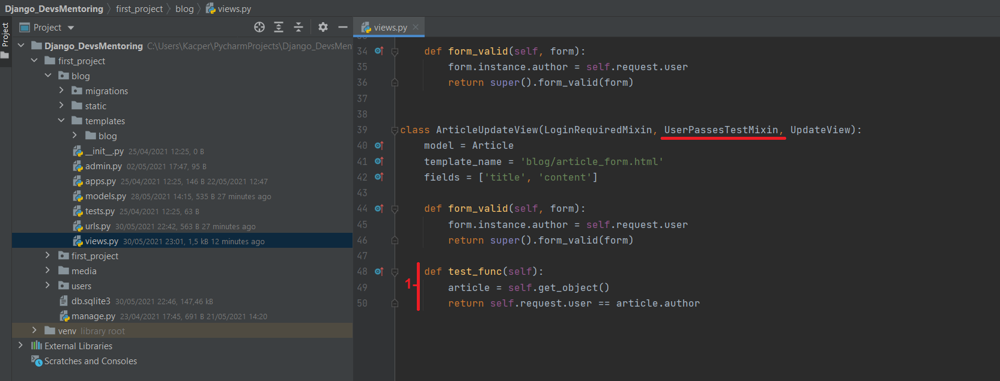 Django_DevsMentoring first_project blog views.py
Project
Project
views.py
Django_DevsMentoring C:\Users\Kacper\PycharmProjects\Django_DevsMen
first_project
blog
migrations
static
templates
blog
__init__.py 25/04/2021 12:25, 0 B
admin.py 02/05/2021 17:47, 95 B
apps.py 25/04/2021 12:25, 146 B 22/05/2021 12:47
models.py 28/05/2021 14:15, 535 B 27 minutes ago
tests.py 25/04/2021 12:25, 63 B
urls.py 30/05/2021 22:42, 563 B 27 minutes ago
views.py 30/05/2021 23:01, 1,5 kB 12 minutes ago
first_project
media
users
db.sqlite3 30/05/2021 22:46, 147,46 kB
manage.py 23/04/2021 17:45, 691 B 21/05/2021 14:20
venv library root
External Libraries
Scratches and Consoles
34 def form_valid(self, form):
35 form.instance.author = self.request.user
36 return super().form_valid(form)
37
38
39 class ArticleUpdateView(LoginRequiredMixin, UserPassesTestMixin, UpdateView):
40 model = Article
41 template_name = 'blog/article_form.html'
42 fields = ['title', 'content']
43
44 def form_valid(self, form):
45 form.instance.author = self.request.user
46 return super().form_valid(form)
47
48 def test_func(self):
1
49 article = self.get_object()
50 return self.request.user == article.author